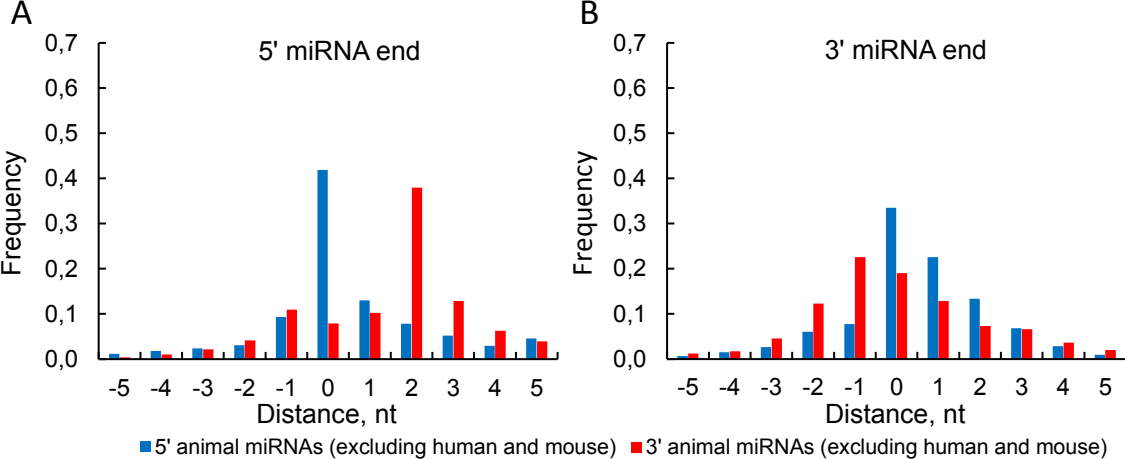 A
5' miRNA end
Frequency
0,7
0,6
0,5
0,4
0,3
0,2
0,1
0,0
-5 -4 -3 -2 -1 0 1 2 3 4 5
Distance, nt
B
3' miRNA end
Frequency
0,7
0,6
0,5
0,4
0,3
0,2
0,1
0,0
-5 -4 -3 -2 -1 0 1 2 3 4 5
Distance, nt
5' animal miRNAs (excluding human and mouse) 3' animal miRNAs (excluding human and mouse)